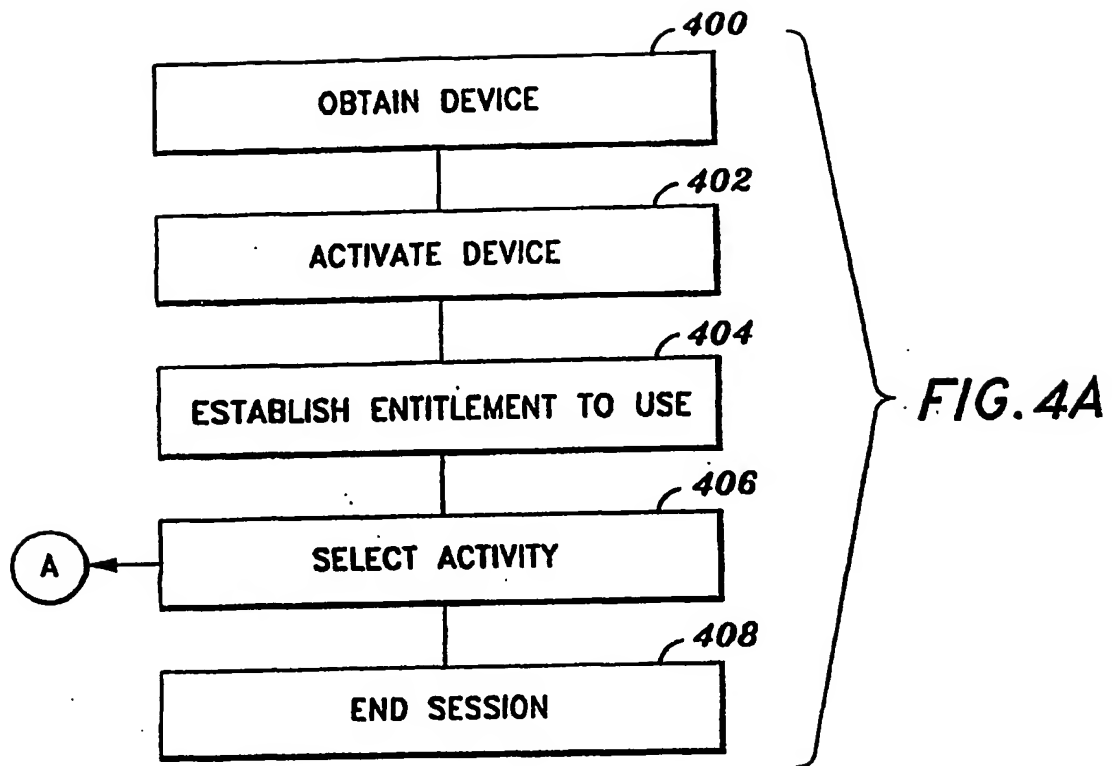 400
OBTAIN DEVICE
402
ACTIVATE DEVICE
404
ESTABLISH ENTITLEMENT TO USE
FIG. 4A
406
A
SELECT ACTIVITY
408
END SESSION